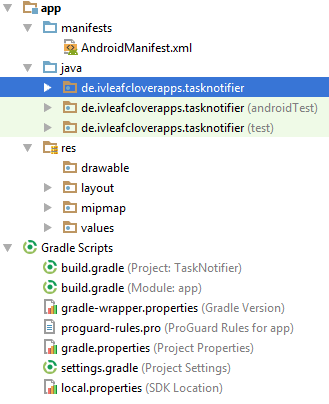 app
manifests
AndroidManifest.xml
java
de.ivleafcloverapps.tasknotifier
de.ivleafcloverapps.tasknotifier (androidTest)
de.ivleafcloverapps.tasknotifier (test)
res
drawable
layout
mipmap
values
Gradle Scripts
build.gradle (Project: TaskNotifier)
build.gradle (Module: app)
gradle-wrapper.properties (Gradle Version)
proguard-rules.pro (ProGuard Rules for app)
gradle.properties (Project Properties)
settings.gradle (Project Settings)
local.properties (SDK Location)